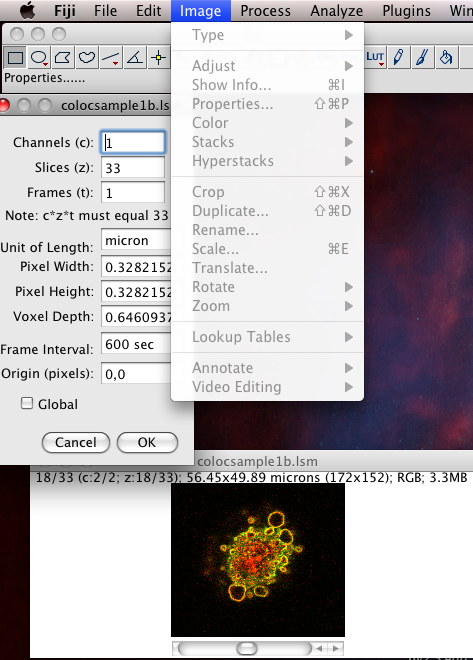 Fiji File Edit Image Process Analyze Plugins Win
LUT
Properties......
colocsample1b.ls
Channels (c): 1
Slices (z): 33
Frames (t): 1
Note: c*z*t must equal 33
Unit of Length: micron
Pixel Width: 0.3282152
Pixel Height: 0.3282152
Voxel Depth: 0.6460937
Frame Interval: 600 sec
Origin (pixels): 0,0
Global
Cancel OK
Type
Adjust
Show Info... ⌘I
Properties... ⇧⌘P
Color
Stacks
Hyperstacks
Crop ⇧⌘X
Duplicate... ⇧⌘D
Rename...
Scale... ⌘E
Translate...
Rotate
Zoom
Lookup Tables
Annotate
Video Editing
colocsample1b.lsm
18/33 (c:2/2; z:18/33); 56.45x49.89 microns (172x152); RGB; 3.3MB